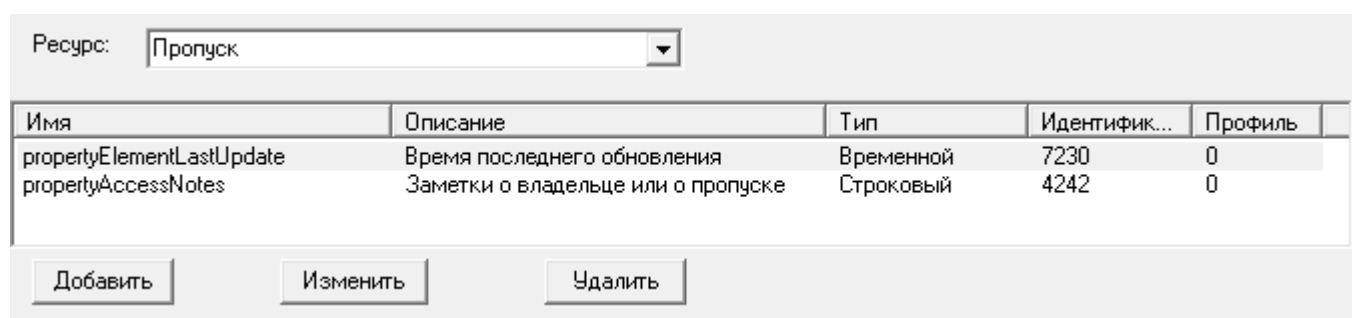 Ресурс: Пропуск
Имя Описание Тип Идентифик... Профиль
propertyElementLastUpdate Время последнего обновления Временной 7230 0
propertyAccessNotes Заметки о владельце или о пропуске Строковый 4242 0
Добавить Изменить Удалить